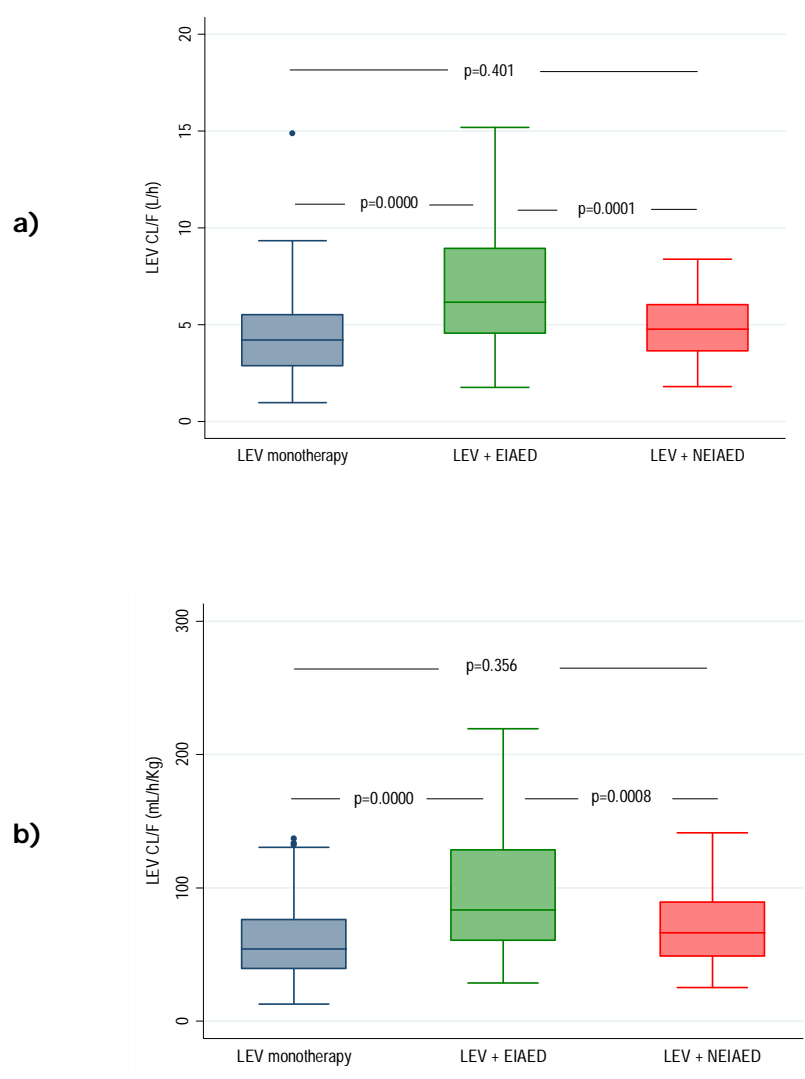 a)
LEV CL/F (L/h)
20
15
10
5
0
p=0.401
p=0.0000
p=0.0001
LEV monotherapy
LEV + EIAED
LEV + NEIAED
b)
LEV CL/F (mL/h/Kg)
300
200
100
0
p=0.356
p=0.0000
p=0.0008
LEV monotherapy
LEV + EIAED
LEV + NEIAED